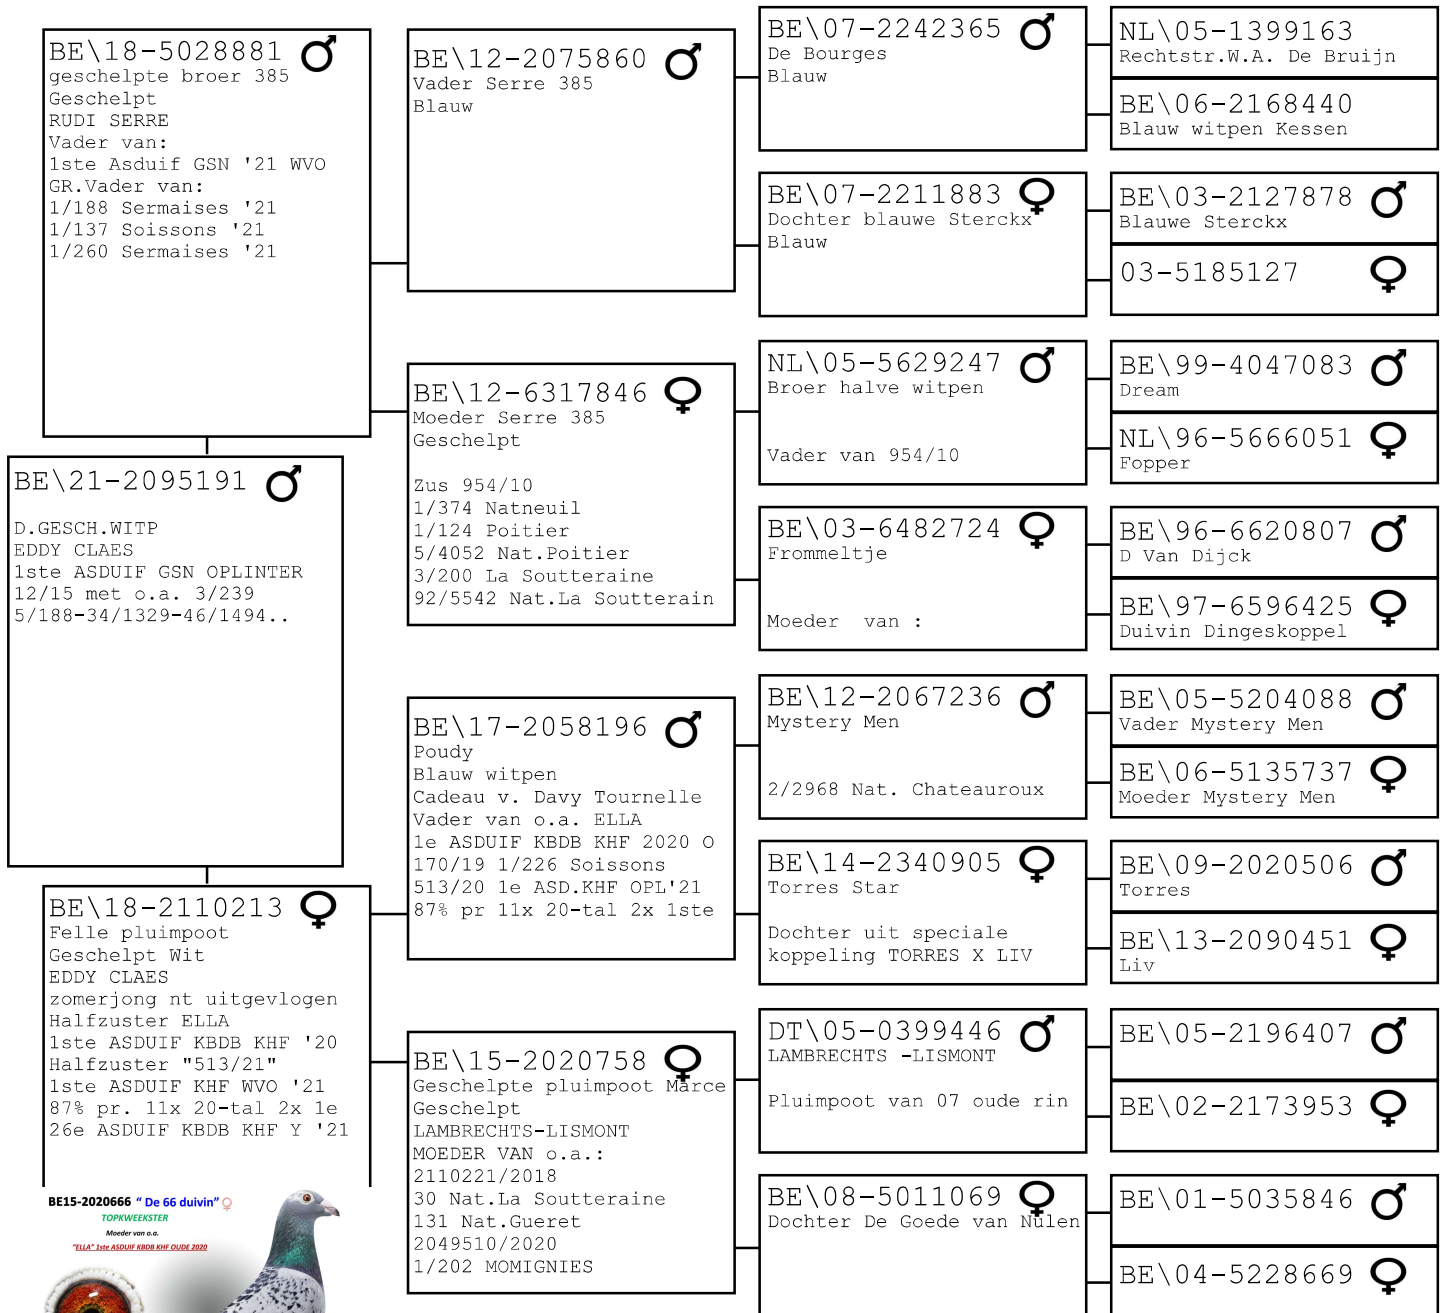 BE\18-5028881
geschelpte broer 385
Geschelpt
RUDI SERRE
Vader van:
1ste Asduif GSN '21 WVO
GR.Vader van:
1/188 Sermaises '21
1/137 Soissons '21
1/260 Sermaises '21
BE\21-2095191
D.GESCH.WITP
EDDY CLAES
1ste ASDUIF GSN OPLINTER
12/15 met o.a. 3/239
5/188-34/1329-46/1494..
BE\18-2110213
Felle pluimpoot
Geschelpt Wit
EDDY CLAES
zomerjong nt uitgevlogen
Halfzuster ELLA
1ste ASDUIF KBDB KHF '20
Halfzuster "513/21"
1ste ASDUIF KHF WVO '21
87% pr. 11x 20-tal 2x 1e
26e ASDUIF KBDB KHF Y '21
BE15-2020666 " De 66 duivin"
TOPKWEEKSTER
Moeder van o.a.
"ELLA" 1ste ASDUIF KBDB KHF OUDE 2020
BE\12-2075860
Vader Serre 385
Blauw
BE\12-6317846
Moeder Serre 385
Geschelpt
Zus 954/10
1/374 Natneuil
1/124 Poitier
5/4052 Nat.Poitier
3/200 La Soutteraine
92/5542 Nat.La Soutterain
BE\17-2058196
Poudy
Blauw witpen
Cadeau v. Davy Tournelle
Vader van o.a. ELLA
1e ASDUIF KBDB KHF 2020 O
170/19 1/226 Soissons
513/20 1e ASD.KHF OPL'21
87% pr 11x 20-tal 2x 1ste
BE\15-2020758
Geschelpte pluimpoot Marce
Geschelpt
LAMBRECHTS-LISMONT
MOEDER VAN o.a.:
2110221/2018
30 Nat.La Soutteraine
131 Nat.Gueret
2049510/2020
1/202 MOMIGNIES
BE\07-2242365
De Bourges
Blauw
BE\07-2211883
Dochter blauwe Sterckx
Blauw
NL\05-5629247
Broer halve witpen
Vader van 954/10
BE\03-6482724
Frommeltje
Moeder  van :
BE\12-2067236
Mystery Men
2/2968 Nat. Chateauroux
BE\14-2340905
Torres Star
Dochter uit speciale
koppeling TORRES X LIV
DT\05-0399446
LAMBRECHTS -LISMONT
Pluimpoot van 07 oude rin
BE\08-5011069
Dochter De Goede van Nulen
NL\05-1399163
Rechtstr.W.A. De Bruijn
BE\06-2168440
Blauw witpen Kessen
BE\03-2127878
Blauwe Sterckx
03-5185127
BE\99-4047083
Dream
NL\96-5666051
Fopper
BE\96-6620807
D Van Dijck
BE\97-6596425
Duivin Dingeskoppel
BE\05-5204088
Vader Mystery Men
BE\06-5135737
Moeder Mystery Men
BE\09-2020506
Torres
BE\13-2090451
Liv
BE\05-2196407
BE\02-2173953
BE\01-5035846
BE\04-5228669